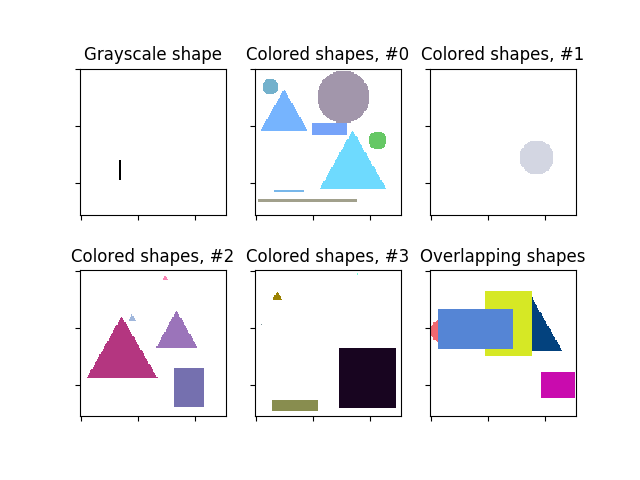 Grayscale shape
Colored shapes, #0
Colored shapes, #1
Colored shapes, #2
Colored shapes, #3
Overlapping shapes